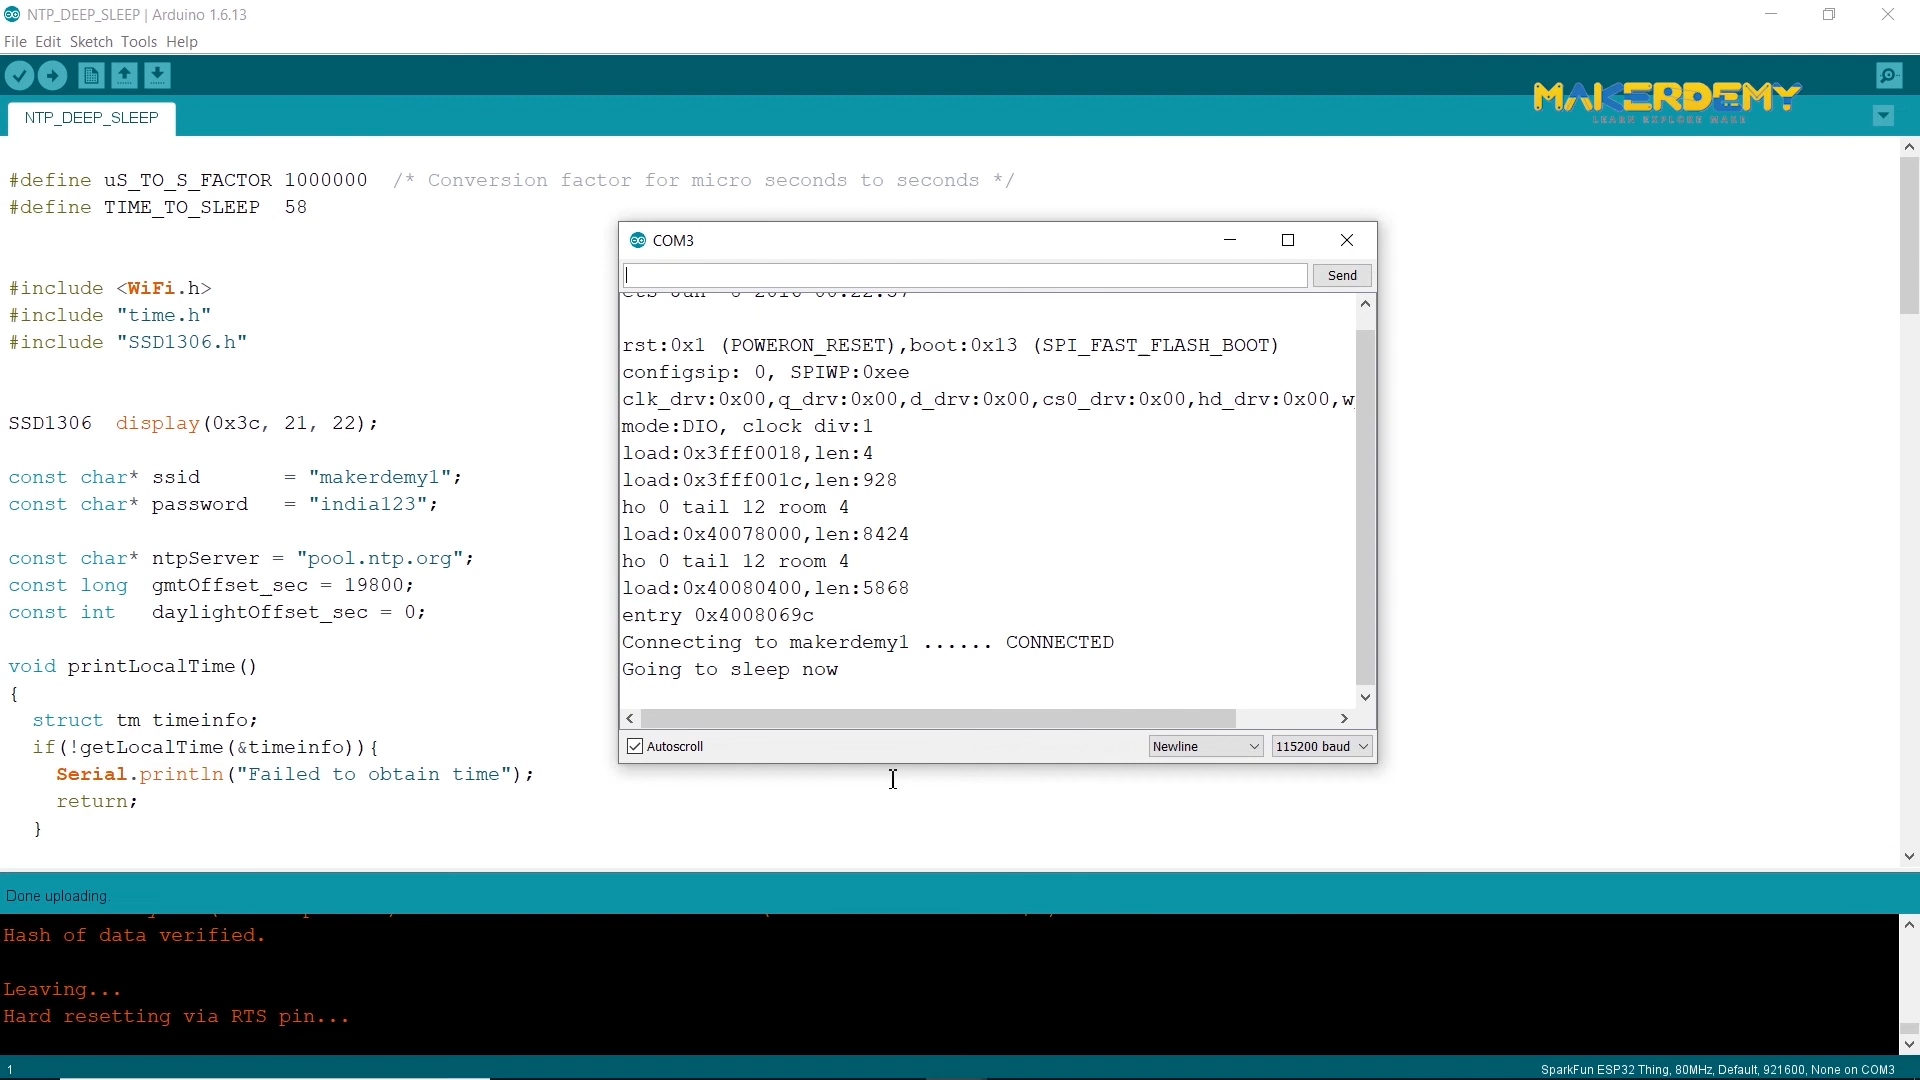 NTP_DEEP_SLEEP | Arduino 1.6.13
File Edit Sketch Tools Help
MAKERDEMY
LEARN EXPLORE MAKE
NTP_DEEP_SLEEP
#define uS_TO_S_FACTOR 1000000  /* Conversion factor for micro seconds to seconds */
#define TIME_TO_SLEEP  58
#include <WiFi.h>
#include "time.h"
#include "SSD1306.h"
SSD1306  display(0x3c, 21, 22);
const char* ssid       = "makerdemy1";
const char* password   = "india123";
const char* ntpServer = "pool.ntp.org";
const long  gmtOffset_sec = 19800;
const int   daylightOffset_sec = 0;
void printLocalTime()
{
  struct tm timeinfo;
  if(!getLocalTime(&timeinfo)){
    Serial.println("Failed to obtain time");
    return;
  }
COM3
Send
rst:0x1 (POWERON_RESET),boot:0x13 (SPI_FAST_FLASH_BOOT)
configsip: 0, SPIWP:0xee
clk_drv:0x00,q_drv:0x00,d_drv:0x00,cs0_drv:0x00,hd_drv:0x00,w
mode:DIO, clock div:1
load:0x3fff0018,len:4
load:0x3fff001c,len:928
ho 0 tail 12 room 4
load:0x40078000,len:8424
ho 0 tail 12 room 4
load:0x40080400,len:5868
entry 0x4008069c
Connecting to makerdemy1 ...... CONNECTED
Going to sleep now
Autoscroll
Newline
115200 baud
Done uploading.
Hash of data verified.
Leaving...
Hard resetting via RTS pin...
1
SparkFun ESP32 Thing, 80MHz, Default, 921600, None on COM3